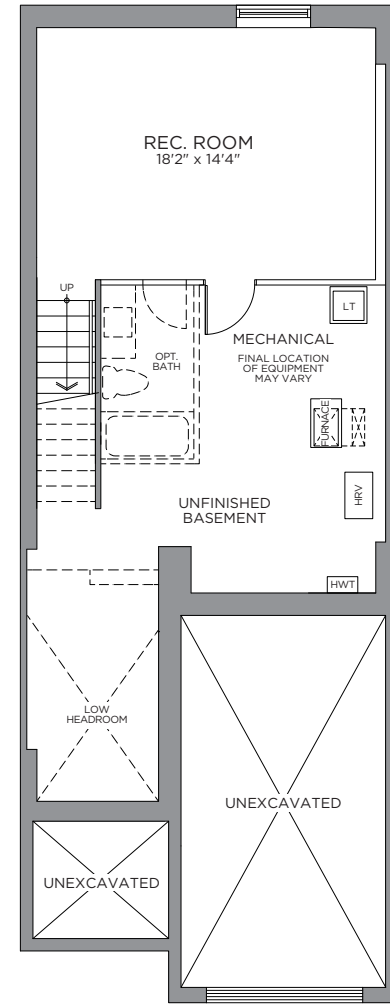 REC. ROOM
18'2" x 14'4"
UP
LT
OPT.
BATH
MECHANICAL
FINAL LOCATION
OF EQUIPMENT
MAY VARY
FURNACE
HRV
UNFINISHED
BASEMENT
HWT
LOW
HEADROOM
UNEXCAVATED
UNEXCAVATED